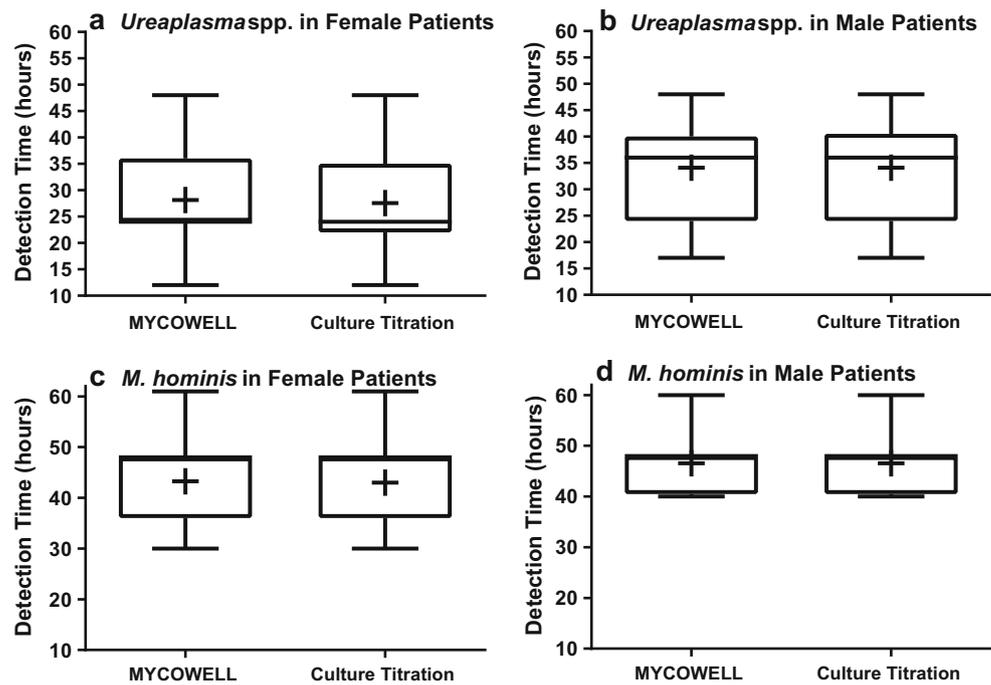 a Ureaplasma spp. in Female Patients
Detection Time (hours)
60
55
50
45
40
35
30
25
20
15
10
MYCOWELL Culture Titration
b Ureaplasma spp. in Male Patients
Detection Time (hours)
60
55
50
45
40
35
30
25
20
15
10
MYCOWELL Culture Titration
c M. hominis in Female Patients
Detection Time (hours)
60
50
40
30
20
10
MYCOWELL Culture Titration
d M. hominis in Male Patients
Detection Time (hours)
60
50
40
30
20
10
MYCOWELL Culture Titration